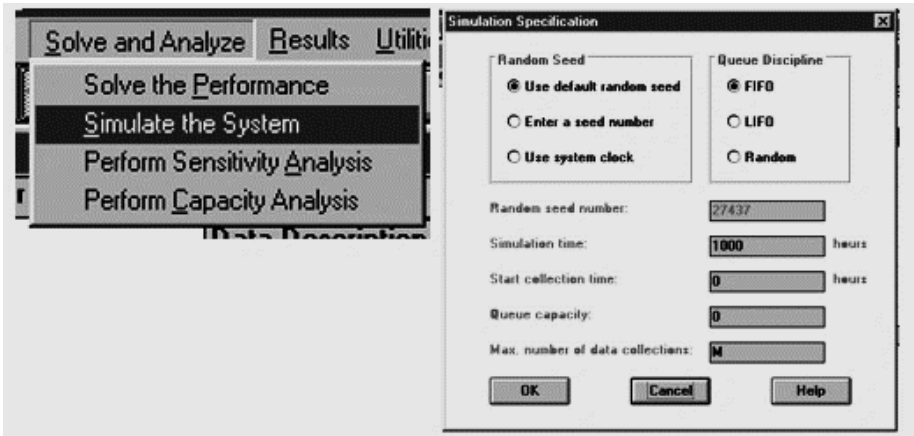 Solve and Analyze Results Utiliti
Solve the Performance
Simulate the System
Perform Sensitivity Analysis
Perform Capacity Analysis
Data Description
Simulation Specification
Random Seed
Use default random seed
Enter a seed number
Use system clock
Queue Discipline
FIFO
LIFO
Random
Random seed number: 27437
Simulation time: 1000 hours
Start collection time: 0 hours
Queue capacity: 0
Max. number of data collections: M
OK Cancel Help